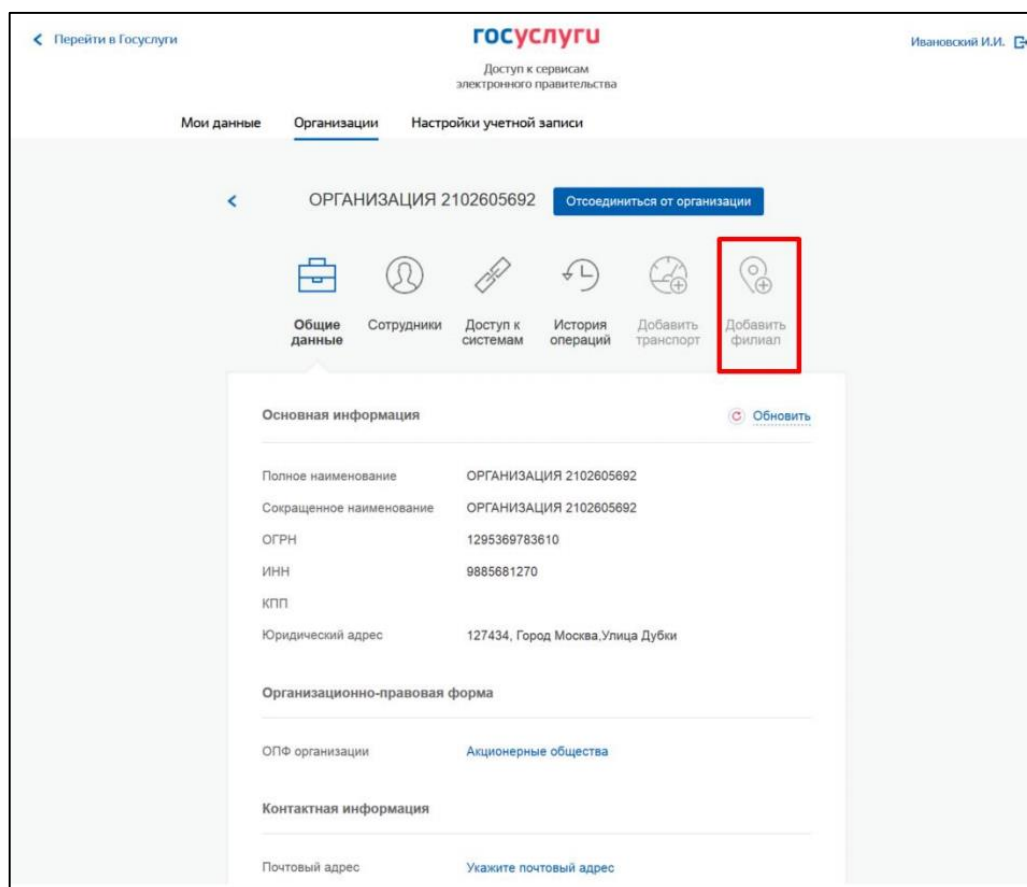 Перейти в Госуслуги
госуслуги
Ивановский И.И.
Доступ к сервисам
электронного правительства
Мои данные Организации Настройки учетной записи
ОРГАНИЗАЦИЯ 2102605692 Отсоединиться от организации
Общие данные
Сотрудники
Доступ к системам
История операций
Добавить транспорт
Добавить филиал
Основная информация Обновить
Полное наименование ОРГАНИЗАЦИЯ 2102605692
Сокращенное наименование ОРГАНИЗАЦИЯ 2102605692
ОГРН 1295369783610
ИНН 9885681270
КПП
Юридический адрес 127434, Город Москва,Улица Дубки
Организационно-правовая форма
ОПФ организации Акционерные общества
Контактная информация
Почтовый адрес Укажите почтовый адрес